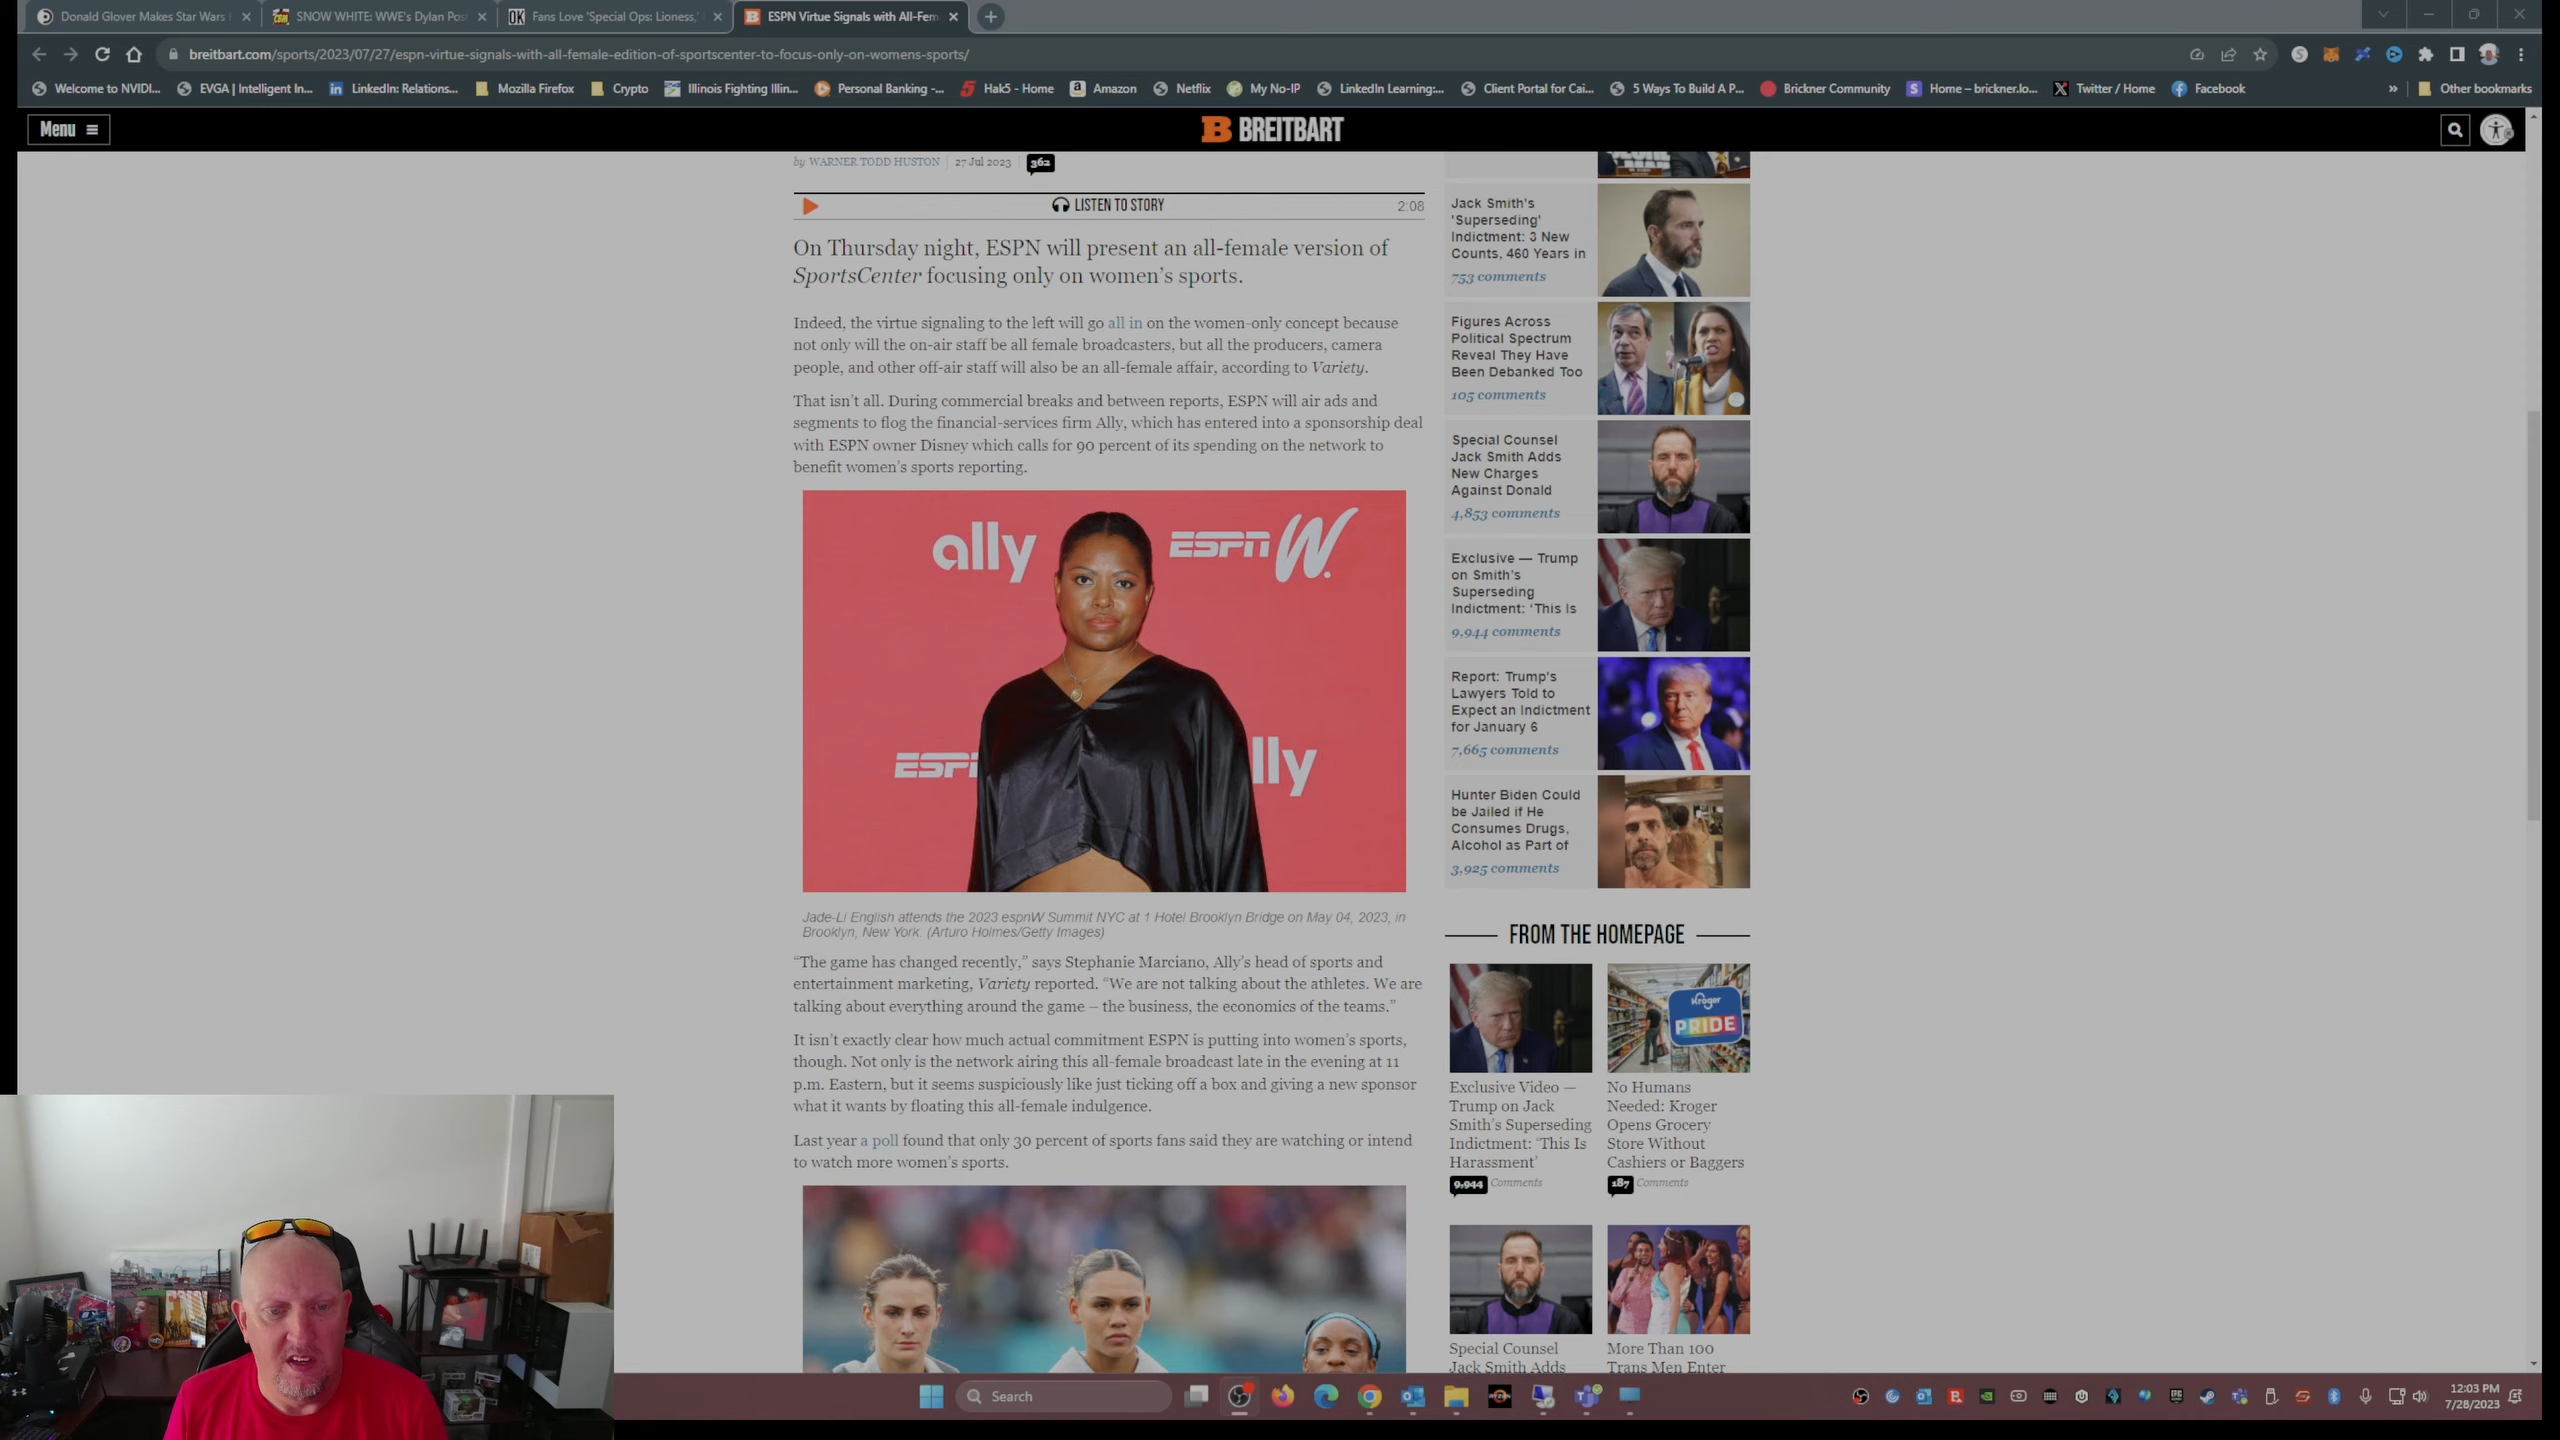 Donald Glover Makes Star Wars
SNOW WHITE: WWE's Dylan Pos
Fans Love 'Special Ops: Lioness,'
ESPN Virtue Signals with All-Fem
breitbart.com/sports/2023/07/27/espn-virtue-signals-with-all-female-edition-of-sportscenter-to-focus-only-on-womens-sports/
Welcome to NVIDI...
EVGA | Intelligent In...
LinkedIn: Relations...
Mozilla Firefox
Crypto
Illinois Fighting Illin...
Personal Banking -...
Hak5 - Home
Amazon
Netflix
My No-IP
LinkedIn Learning:...
Client Portal for Cai...
5 Ways To Build A P...
Brickner Community
Home – brickner.lo...
Twitter / Home
Facebook
»
Other bookmarks
Menu
B BREITBART
by WARNER TODD HUSTON | 27 Jul 2023 | 362
LISTEN TO STORY
2:08
On Thursday night, ESPN will present an all-female version of
SportsCenter focusing only on women's sports.
Indeed, the virtue signaling to the left will go all in on the women-only concept because
not only will the on-air staff be all female broadcasters, but all the producers, camera
people, and other off-air staff will also be an all-female affair, according to Variety.
That isn't all. During commercial breaks and between reports, ESPN will air ads and
segments to flog the financial-services firm Ally, which has entered into a sponsorship deal
with ESPN owner Disney which calls for 90 percent of its spending on the network to
benefit women's sports reporting.
ally
ESPN W.
ESP
lly
Jade-Li English attends the 2023 espnW Summit NYC at 1 Hotel Brooklyn Bridge on May 04, 2023, in
Brooklyn, New York. (Arturo Holmes/Getty Images)
“The game has changed recently,” says Stephanie Marciano, Ally's head of sports and
entertainment marketing, Variety reported. “We are not talking about the athletes. We are
talking about everything around the game – the business, the economics of the teams.”
It isn't exactly clear how much actual commitment ESPN is putting into women's sports,
though. Not only is the network airing this all-female broadcast late in the evening at 11
p.m. Eastern, but it seems suspiciously like just ticking off a box and giving a new sponsor
what it wants by floating this all-female indulgence.
Last year a poll found that only 30 percent of sports fans said they are watching or intend
to watch more women's sports.
Jack Smith's
'Superseding'
Indictment: 3 New
Counts, 460 Years in
753 comments
Figures Across
Political Spectrum
Reveal They Have
Been Debanked Too
105 comments
Special Counsel
Jack Smith Adds
New Charges
Against Donald
4,853 comments
Exclusive — Trump
on Smith's
Superseding
Indictment: ‘This Is
9,944 comments
Report: Trump's
Lawyers Told to
Expect an Indictment
for January 6
7,665 comments
Hunter Biden Could
be Jailed if He
Consumes Drugs,
Alcohol as Part of
3,925 comments
FROM THE HOMEPAGE
Kroger
PRIDE
Exclusive Video —
Trump on Jack
Smith's Superseding
Indictment: ‘This Is
Harassment’
9,944 Comments
No Humans
Needed: Kroger
Opens Grocery
Store Without
Cashiers or Baggers
187 Comments
Special Counsel
Jack Smith Adds
More Than 100
Trans Men Enter
Search
12:03 PM
7/28/2023